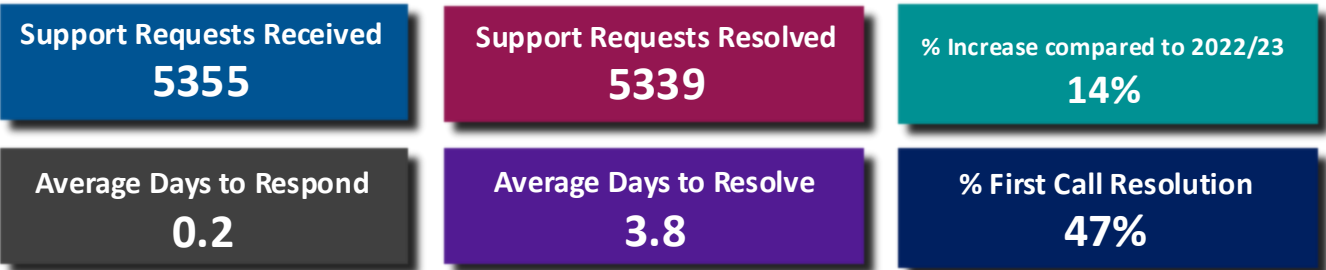 Support Requests Received
5355
Support Requests Resolved
5339
% Increase compared to 2022/23
14%
Average Days to Respond
0.2
Average Days to Resolve
3.8
% First Call Resolution
47%